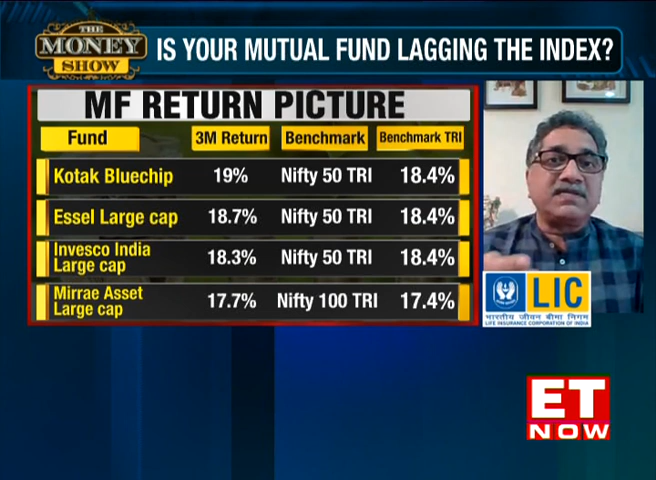 THE
MONEY
SHOW
IS YOUR MUTUAL FUND LAGGING THE INDEX?
MF RETURN PICTURE
Fund 3M Return Benchmark Benchmark TRI
Kotak Bluechip 19% Nifty 50 TRI 18.4%
Essel Large cap 18.7% Nifty 50 TRI 18.4%
Invesco India
Large cap 18.3% Nifty 50 TRI 18.4%
Mirrae Asset
Large cap 17.7% Nifty 100 TRI 17.4%
LIC
भारतीय जीवन बीमा निगम
LIFE INSURANCE CORPORATION OF INDIA
ET
NOW